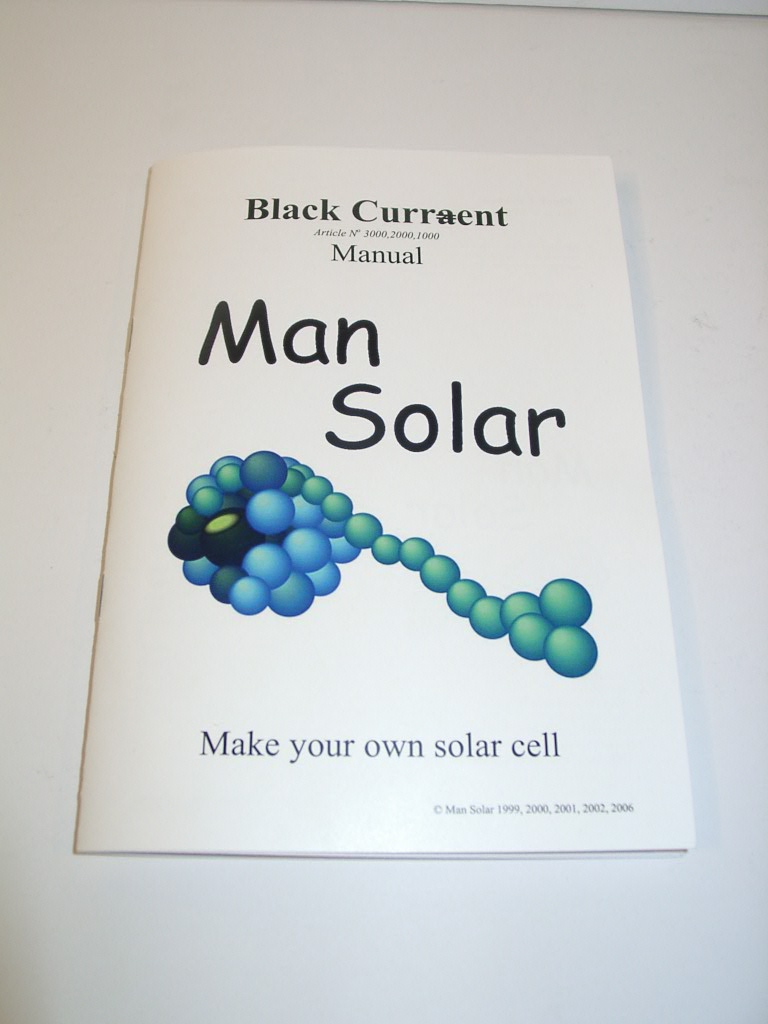 Black Curraent
Article N° 3000,2000,1000
Manual
Man
Solar
Make your own solar cell
© Man Solar 1999, 2000, 2001, 2002, 2006